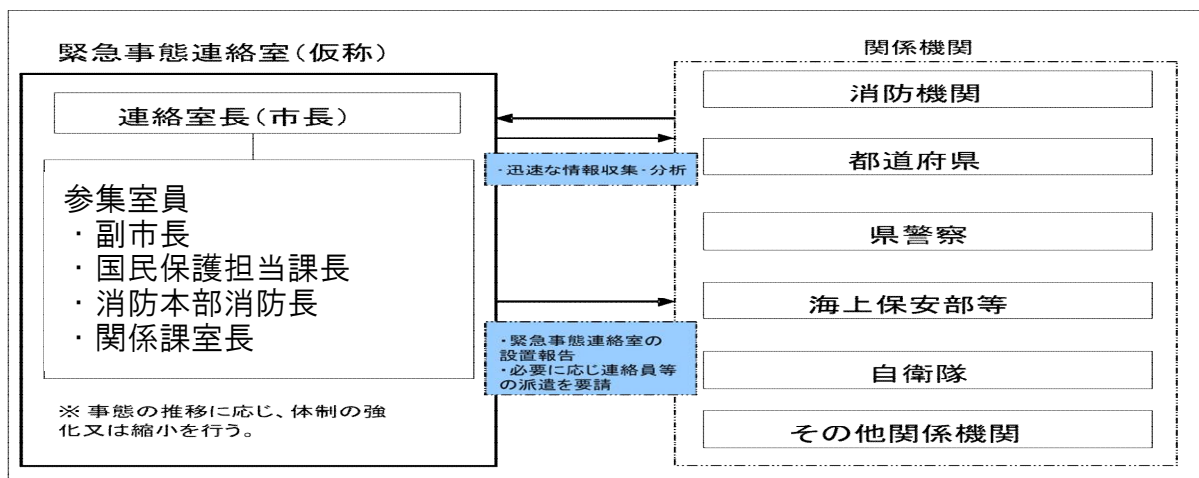 緊急事態連絡室(仮称)
連絡室長(市長)
参集室員
・副市長
・国民保護担当課長
・消防本部消防長
・関係課室長
※ 事態の推移に応じ、体制の強
化又は縮小を行う。
・迅速な情報収集・分析
・緊急事態連絡室の
設置報告
・必要に応じ連絡員等
の派遣を要請
関係機関
消防機関
都道府県
県警察
海上保安部等
自衛隊
その他関係機関